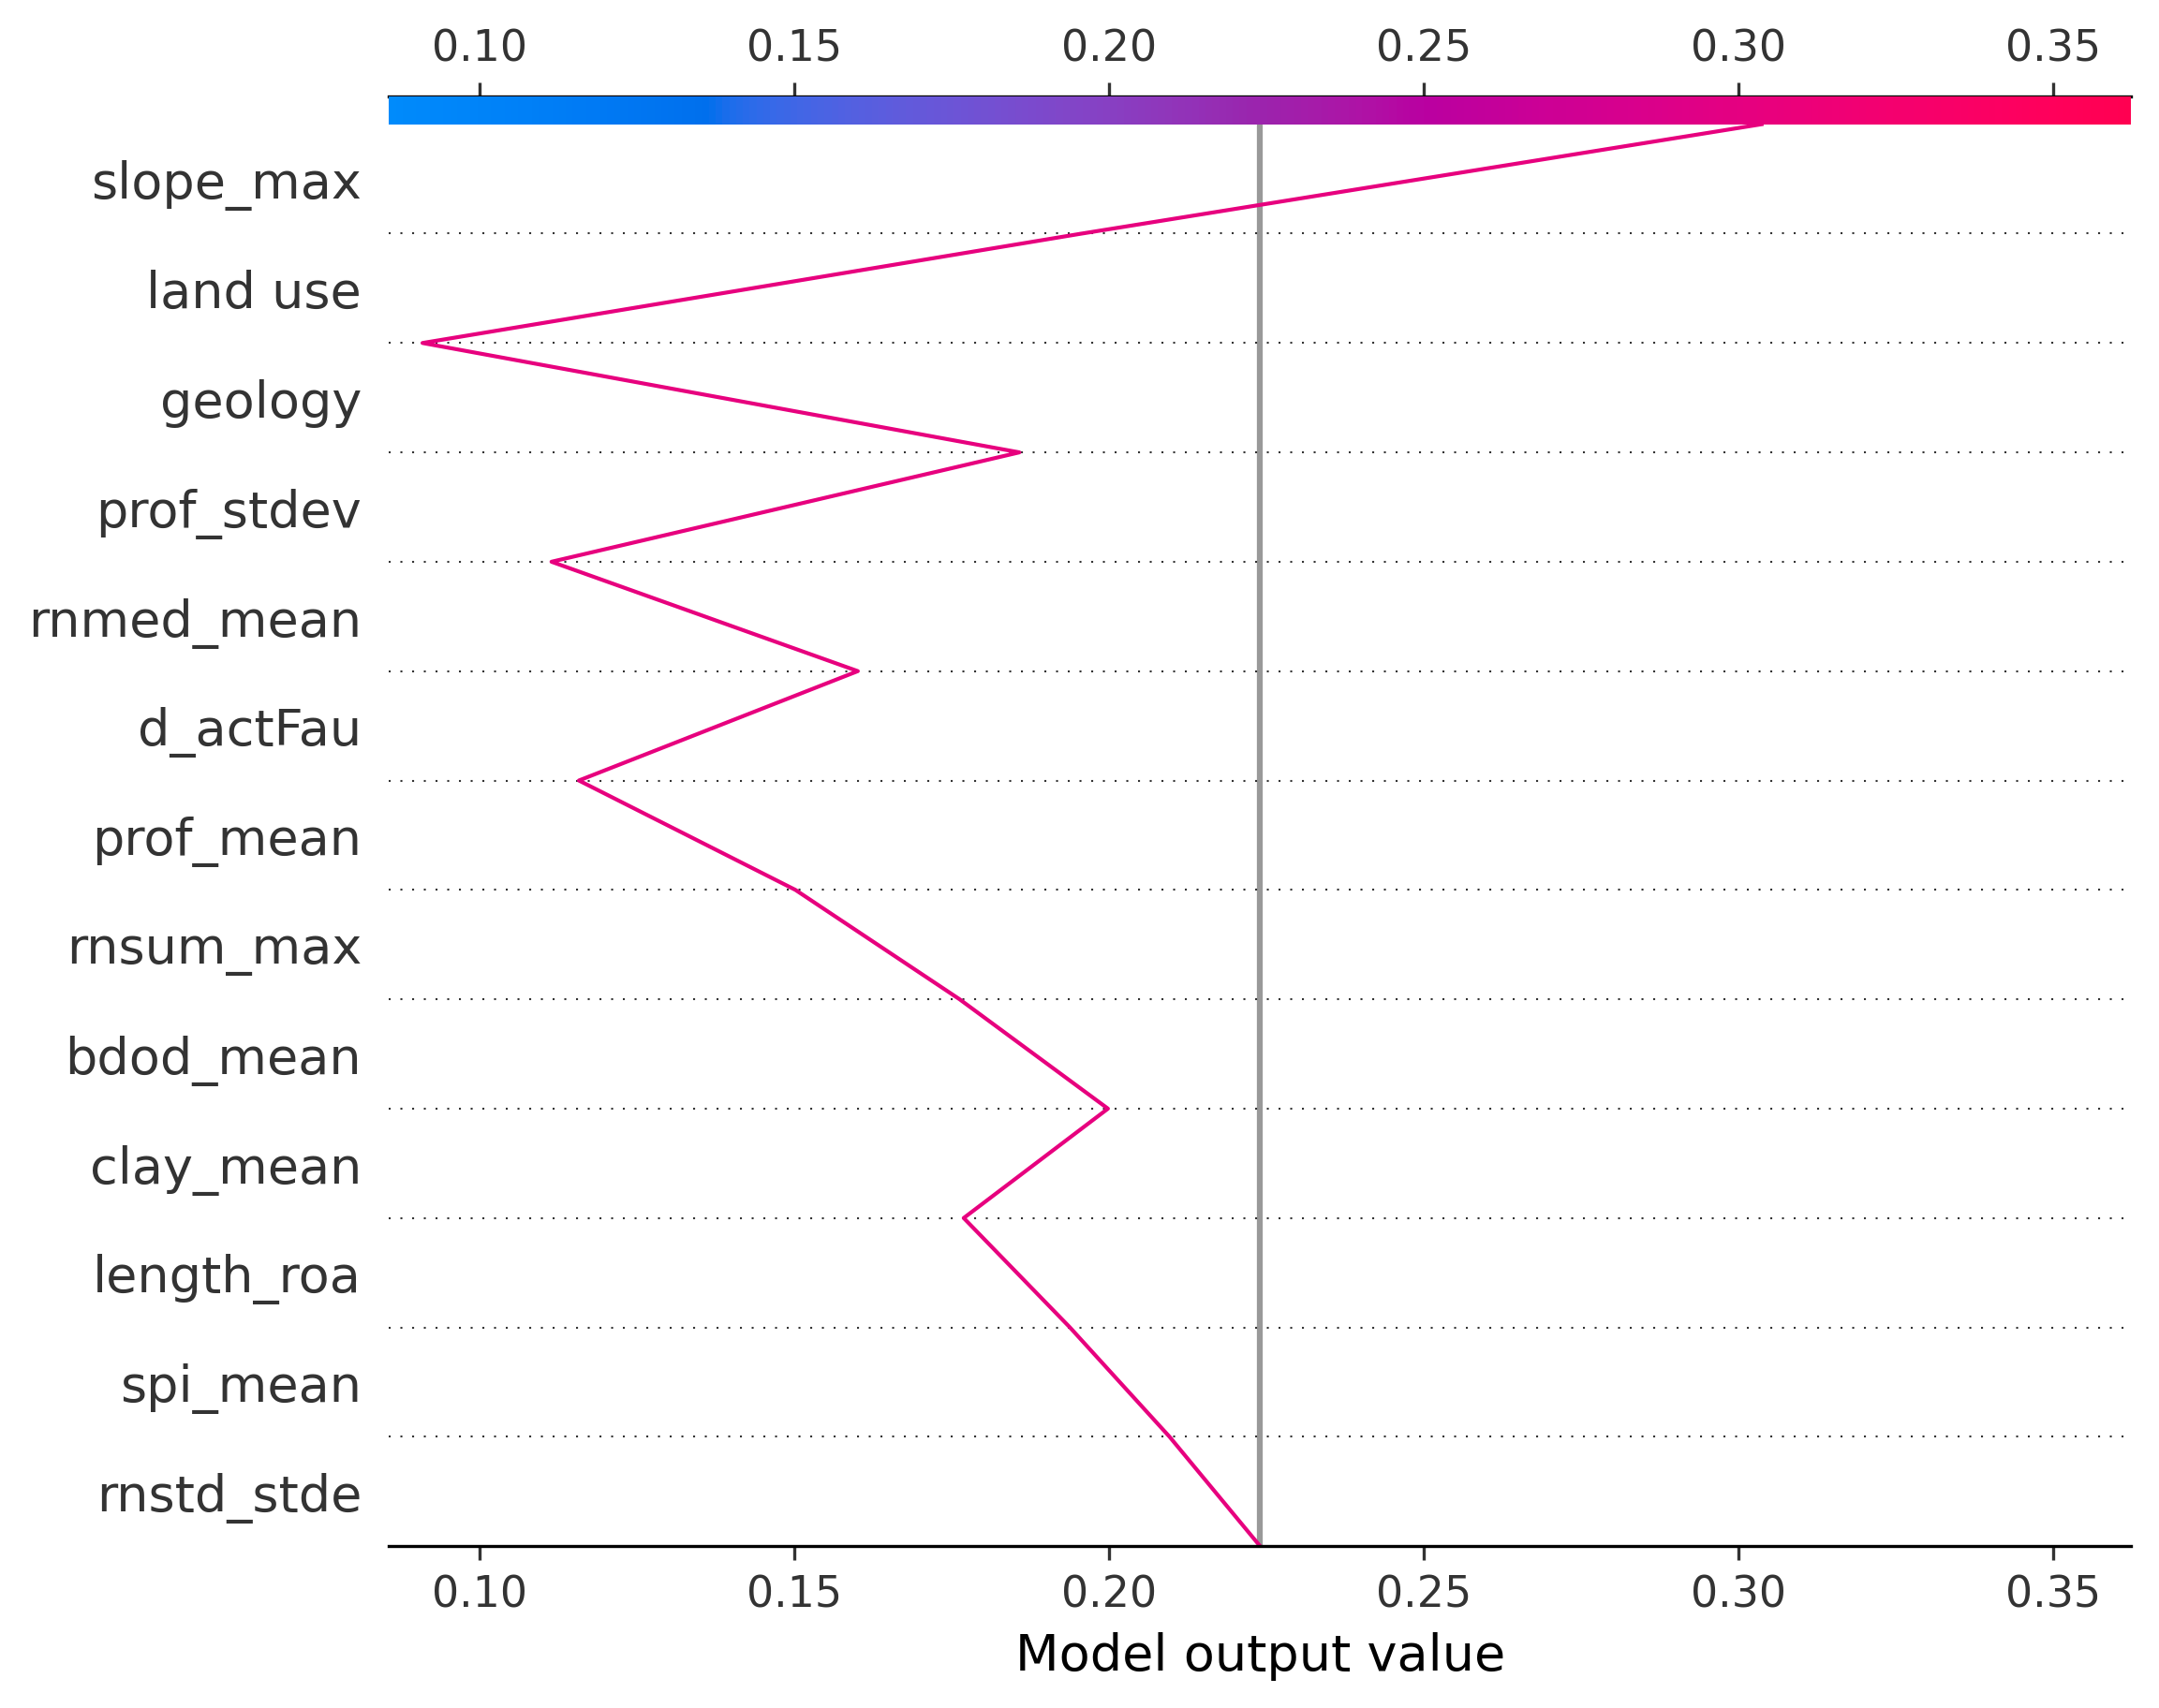 0.10 0.15 0.20 0.25 0.30 0.35
slope_max
land use
geology
prof_stdev
rnmed_mean
d_actFau
prof_mean
rnsum_max
bdod_mean
clay_mean
length_roa
spi_mean
rnstd_stde
0.10 0.15 0.20 0.25 0.30 0.35
Model output value